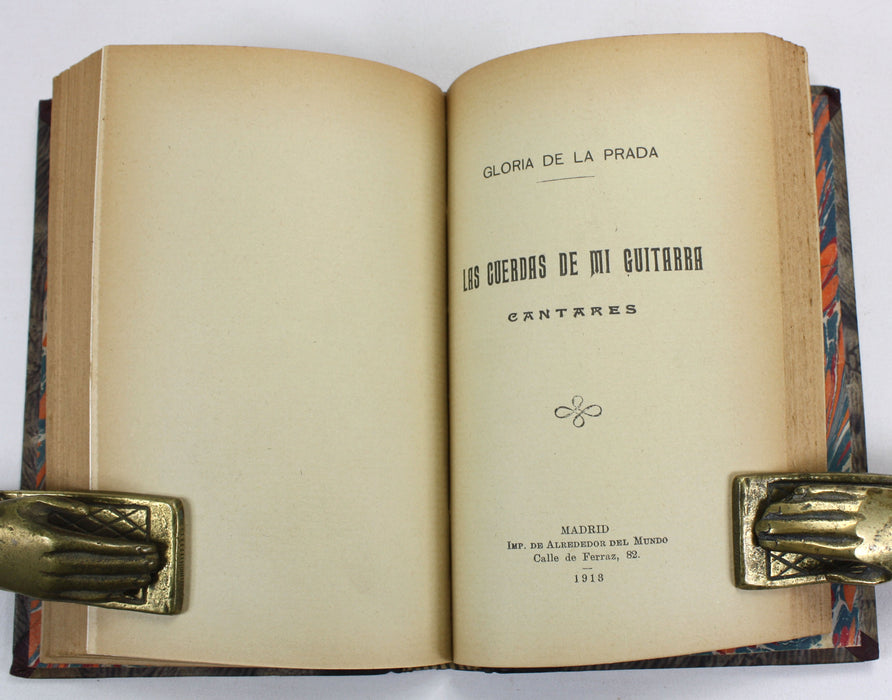 GLORIA DE LA PRADA
LAS CUERDAS DE MI GUITARRA
CANTARES
MADRID
IMP. DE ALREDEDOR DEL MUNDO
Calle de Ferraz, 82.
1913